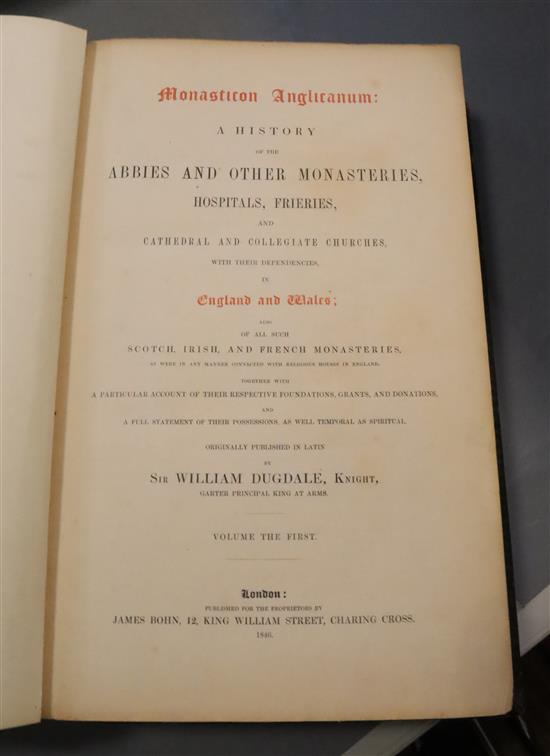 Monasticon Anglicanum:
A HISTORY
OF THE
ABBIES AND OTHER MONASTERIES,
HOSPITALS, FRIERIES,
AND
CATHEDRAL AND COLLEGIATE CHURCHES,
WITH THEIR DEPENDENCIES,
IN
England and Wales;
ALSO
OF ALL SUCH
SCOTCH, IRISH, AND FRENCH MONASTERIES,
AS WERE IN ANY MANNER CONNECTED WITH RELIGIOUS HOUSES IN ENGLAND.
TOGETHER WITH
A PARTICULAR ACCOUNT OF THEIR RESPECTIVE FOUNDATIONS, GRANTS, AND DONATIONS,
AND
A FULL STATEMENT OF THEIR POSSESSIONS, AS WELL TEMPORAL AS SPIRITUAL.
ORIGINALLY PUBLISHED IN LATIN
BY
SIR WILLIAM DUGDALE, KNIGHT,
GARTER PRINCIPAL KING AT ARMS.
VOLUME THE FIRST.
London:
PUBLISHED FOR THE PROPRIETORS BY
JAMES BOHN, 12, KING WILLIAM STREET, CHARING CROSS.
1846.